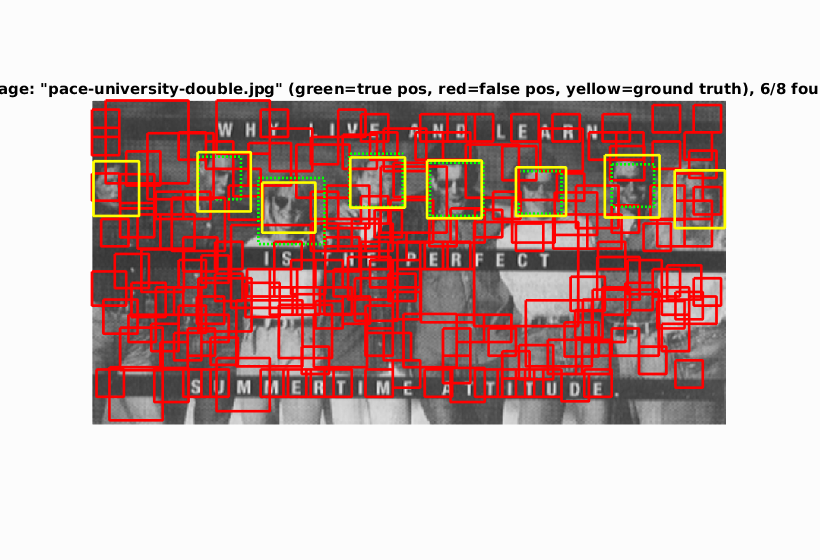 age: "pace-university-double.jpg" (green=true pos, red=false pos, yellow=ground truth), 6/8 fou
WHY LIVE AND LEARN
IS THE PERFECT
SUMMERTIME ATTITUDE.